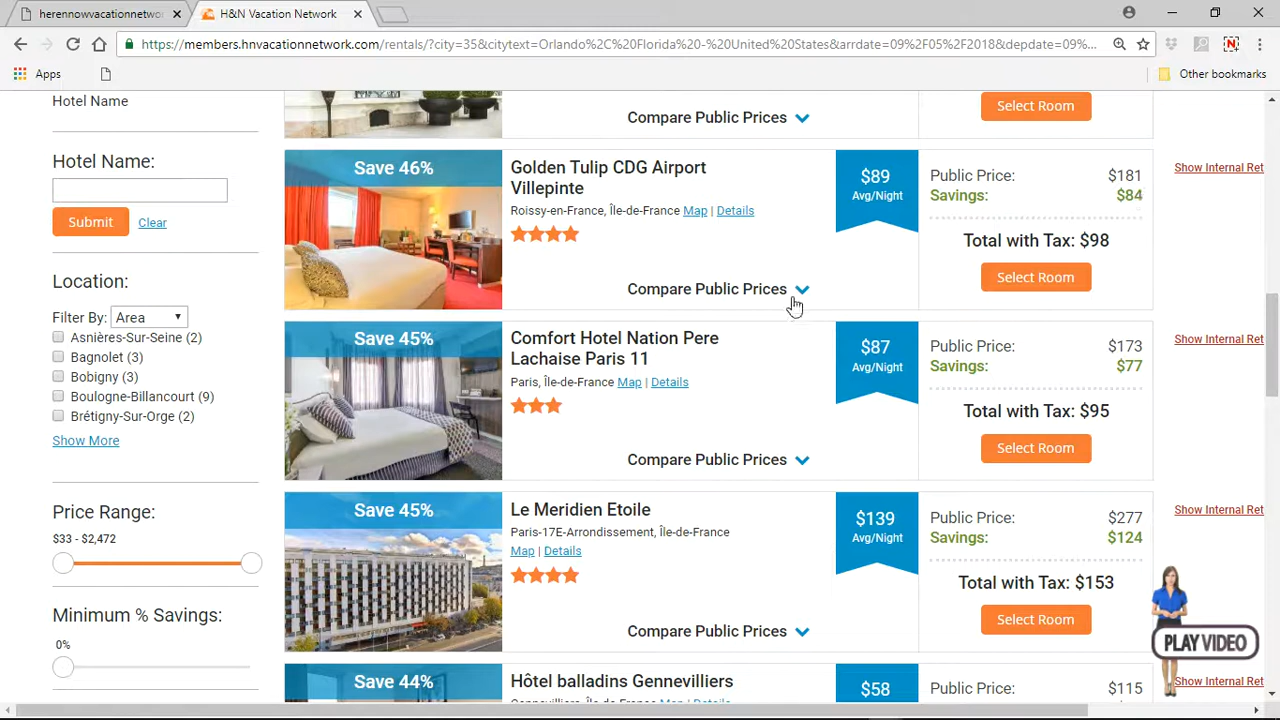 herennowvacationnetwo
H&N Vacation Network
https://members.hnvacationnetwork.com/rentals/?city=35&citytext=Orlando%2C%20Florida%20-%20United%20States&arrdate=09%2F05%2F2018&depdate=09%...
Apps
Other bookmarks
Hotel Name
Hotel Name:
Submit Clear
Location:
Filter By: Area
Asnières-Sur-Seine (2)
Bagnolet (3)
Bobigny (3)
Boulogne-Billancourt (9)
Brétigny-Sur-Orge (2)
Show More
Price Range:
$33 - $2,472
Minimum % Savings:
0%
Compare Public Prices
Select Room
Save 46%
Golden Tulip CDG Airport
Villepinte
Roissy-en-France, Île-de-France Map | Details
Compare Public Prices
$89
Avg/Night
Public Price: $181
Savings: $84
Total with Tax: $98
Select Room
Show Internal Ret
Save 45%
Comfort Hotel Nation Pere
Lachaise Paris 11
Paris, Île-de-France Map | Details
Compare Public Prices
$87
Avg/Night
Public Price: $173
Savings: $77
Total with Tax: $95
Select Room
Show Internal Ret
Save 45%
Le Meridien Etoile
Paris-17E-Arrondissement, Île-de-France
Map | Details
Compare Public Prices
$139
Avg/Night
Public Price: $277
Savings: $124
Total with Tax: $153
Select Room
Show Internal Ret
PLAY VIDEO
Save 44%
Hôtel balladins Gennevilliers
$58
Public Price: $115
Show Internal Ret